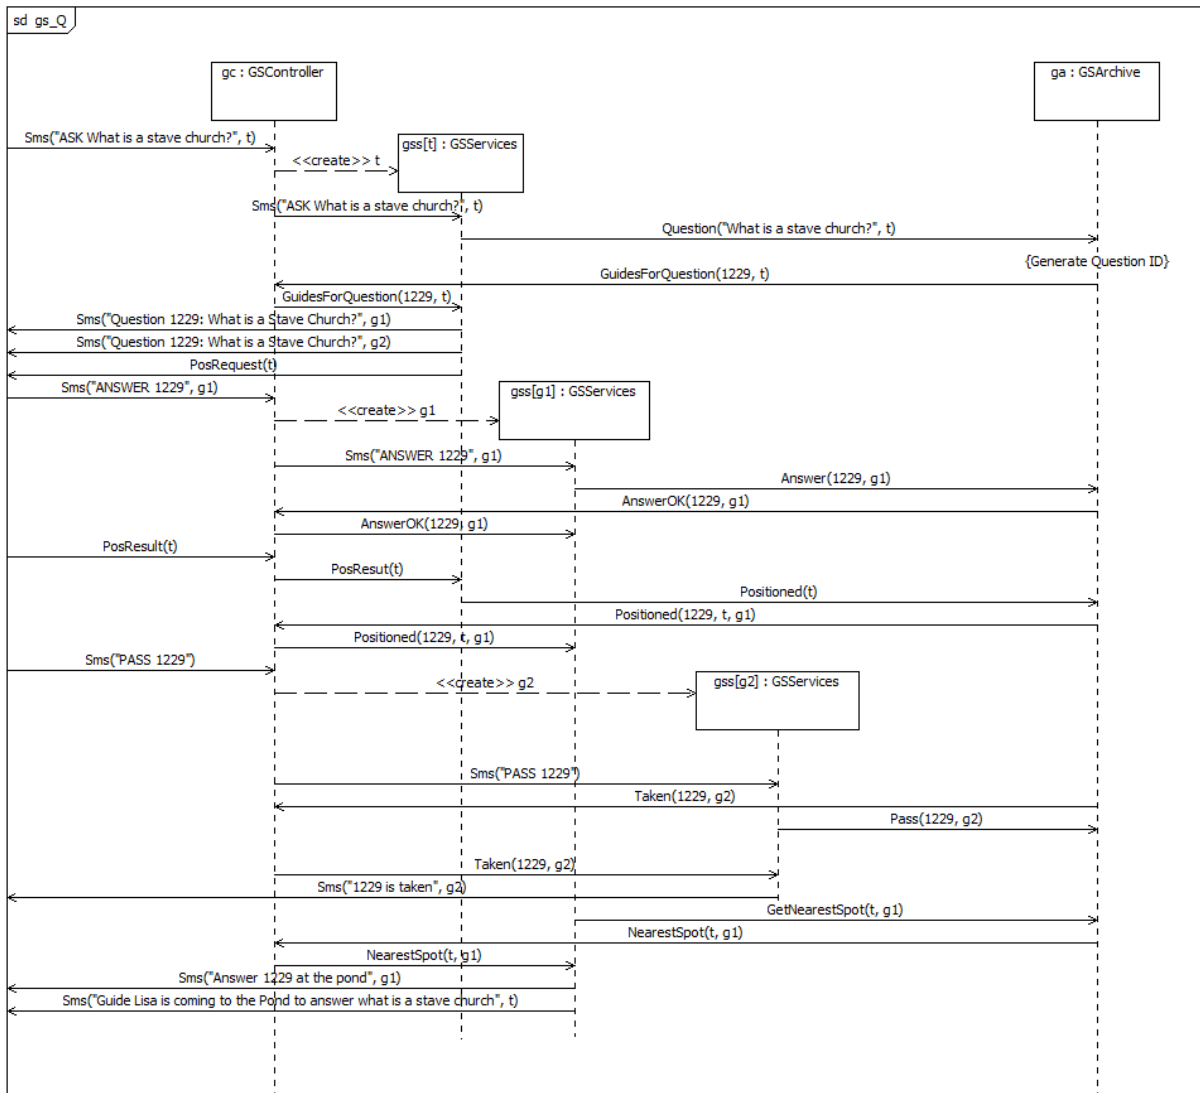 sd gs_Q
gc : GSController
ga : GSArchive
Sms("ASK What is a stave church?", t)
gss[t] : GSServices
<<create>> t
Sms("ASK What is a stave church?", t)
Question("What is a stave church?", t)
{Generate Question ID}
GuidesForQuestion(1229, t)
GuidesForQuestion(1229, t)
Sms("Question 1229: What is a Stave Church?", g1)
Sms("Question 1229: What is a Stave Church?", g2)
PosRequest(t)
Sms("ANSWER 1229", g1)
gss[g1] : GSServices
<<create>> g1
Sms("ANSWER 1229", g1)
Answer(1229, g1)
AnswerOK(1229, g1)
AnswerOK(1229, g1)
PosResult(t)
PosResut(t)
Positioned(t)
Positioned(1229, t, g1)
Positioned(1229, t, g1)
Sms("PASS 1229")
<<create>> g2
gss[g2] : GSServices
Sms("PASS 1229")
Taken(1229, g2)
Pass(1229, g2)
Taken(1229, g2)
Sms("1229 is taken", g2)
GetNearestSpot(t, g1)
NearestSpot(t, g1)
NearestSpot(t, g1)
Sms("Answer 1229 at the pond", g1)
Sms("Guide Lisa is coming to the Pond to answer what is a stave church", t)